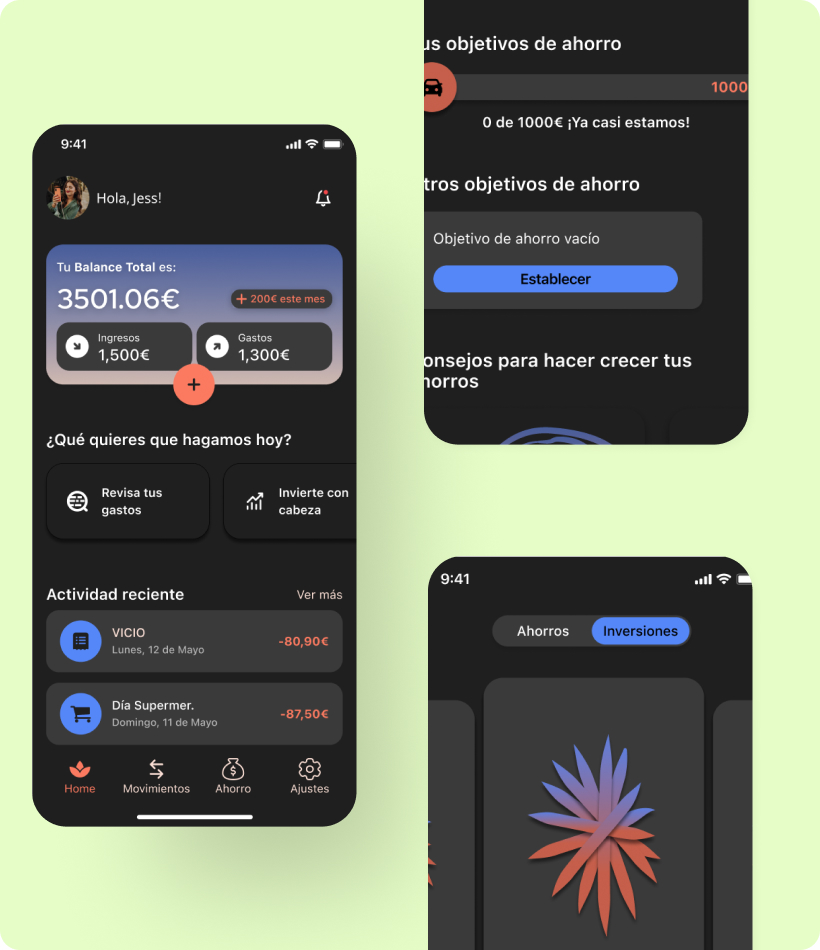 9:41
Hola, Jess!
Tu Balance Total es:
3501.06€
+ 200€ este mes
Ingresos
1,500€
Gastos
1,300€
+
¿Qué quieres que hagamos hoy?
Revisa tus
gastos
Invierte con
cabeza
Actividad reciente
Ver más
VICIO
Lunes, 12 de Mayo
-80,90€
Día Supermer.
Domingo, 11 de Mayo
-87,50€
Home
Movimientos
Ahorro
Ajustes
us objetivos de ahorro
1000
0 de 1000€ ¡Ya casi estamos!
tros objetivos de ahorro
Objetivo de ahorro vacío
Establecer
onsejos para hacer crecer tus
horros
9:41
Ahorros
Inversiones